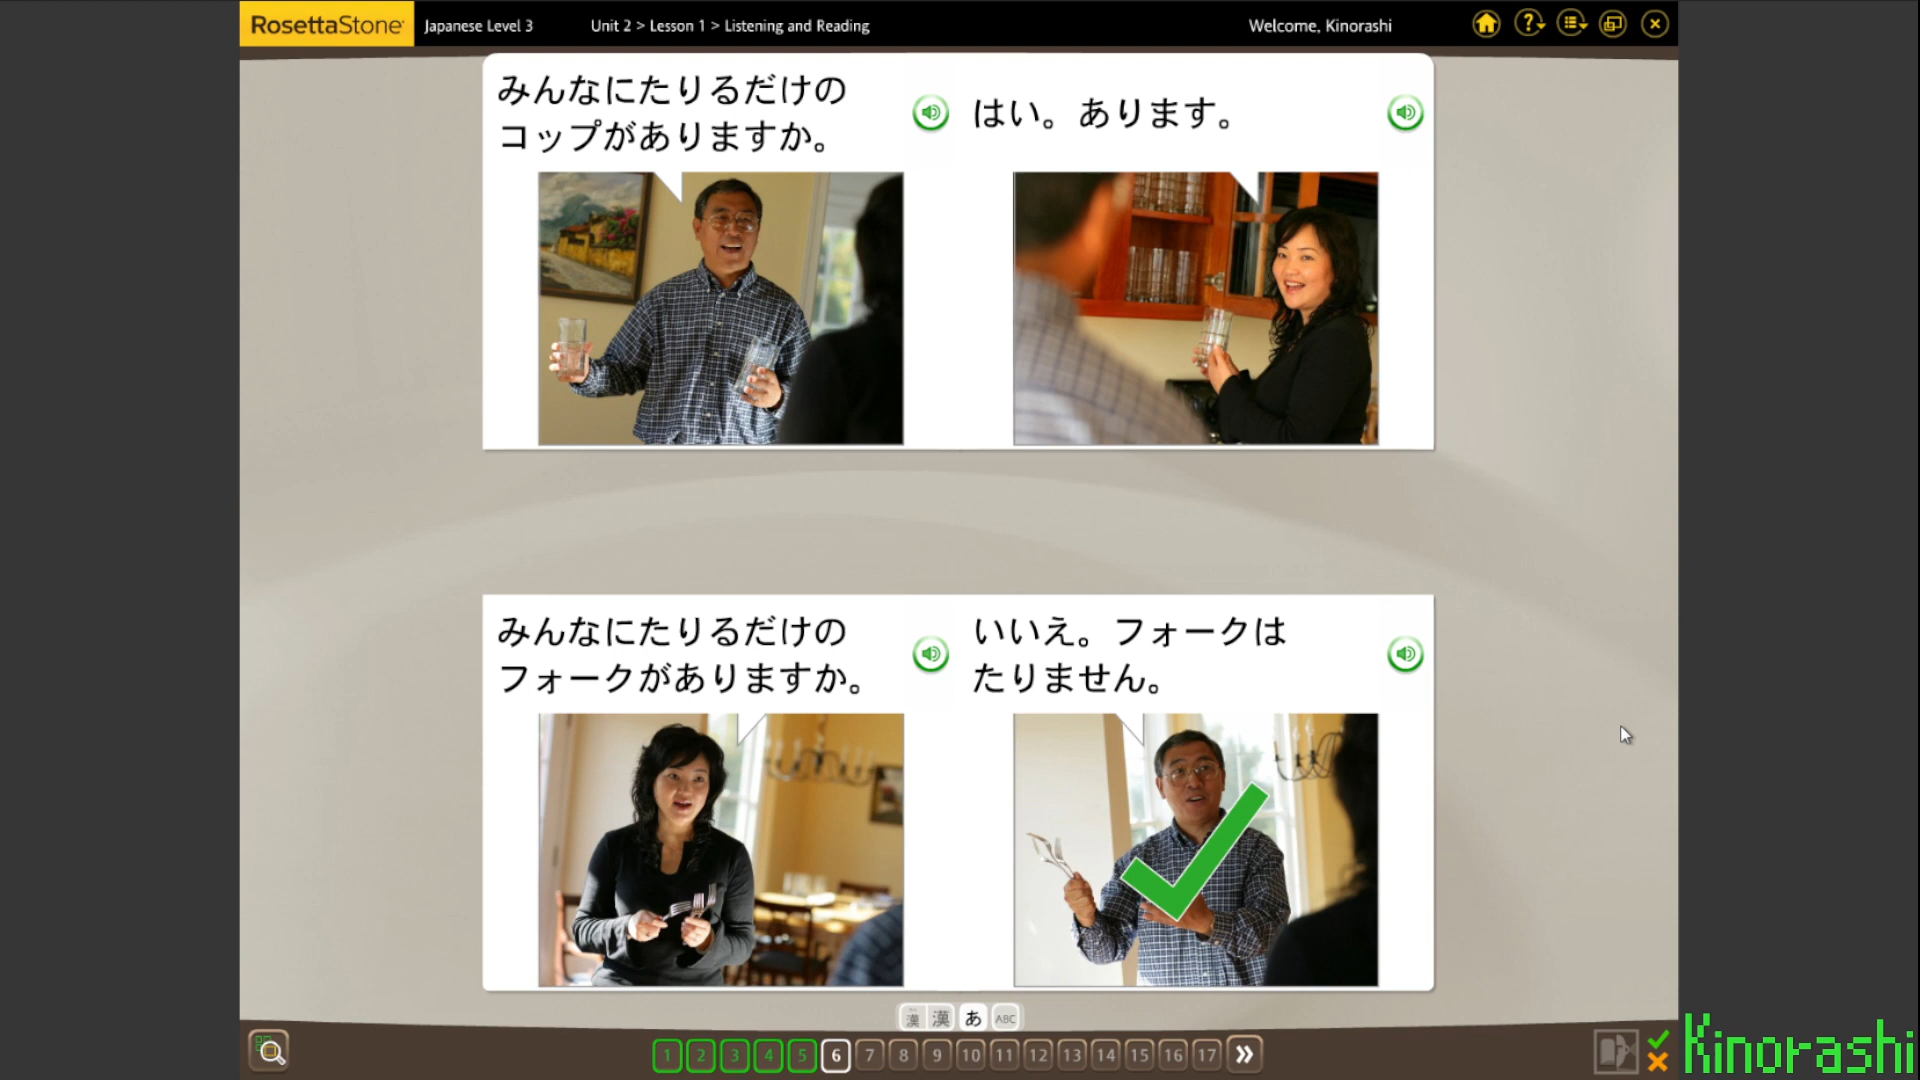 RosettaStone
Japanese Level 3
Unit 2 > Lesson 1 > Listening and Reading
Welcome, Kinorashi
みんなにたりるだけの
コップがありますか。
はい。あります。
みんなにたりるだけの
フォークがありますか。
いいえ。フォークは
たりません。
漢 漢 あ ABC
1 2 3 4 5 6 7 8 9 10 11 12 13 14 15 16 17 »
Kinorashi